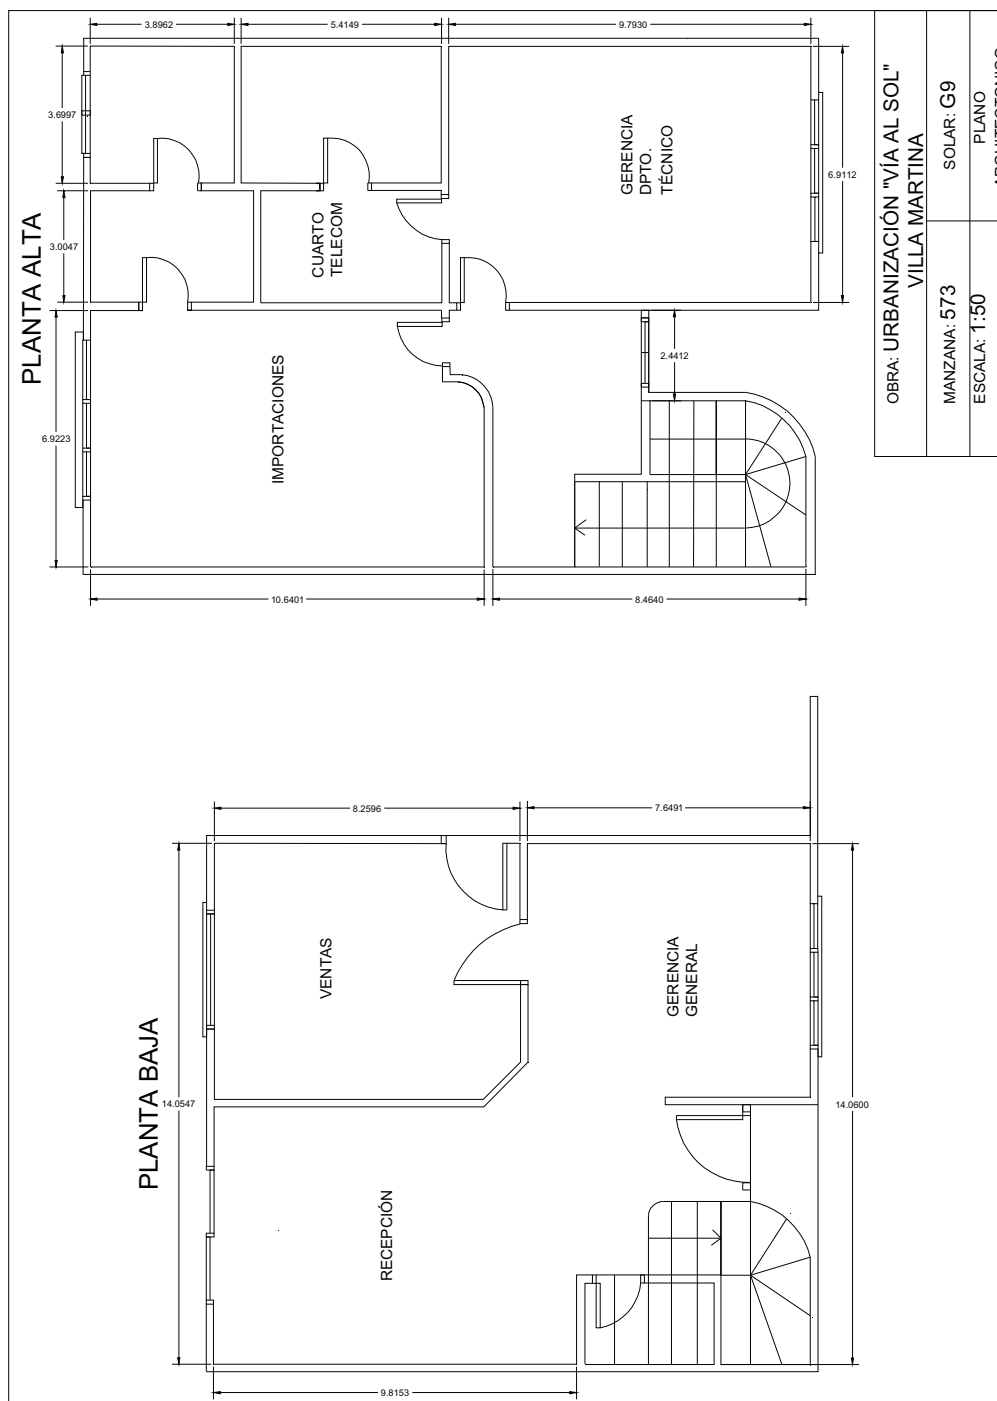 3.8962
5.4149
9.7930
3.6997
3.0047
6.9223
6.9112
2.4412
10.6401
8.4640
PLANTA ALTA
CUARTO
TELECOM
GERENCIA
DPTO.
TÉCNICO
IMPORTACIONES
OBRA: URBANIZACIÓN "VÍA AL SOL"
VILLA MARTINA
MANZANA: 573
SOLAR: G9
ESCALA: 1:50
PLANO
8.2596
7.6491
14.0547
14.0600
9.8153
PLANTA BAJA
VENTAS
GERENCIA
GENERAL
RECEPCIÓN